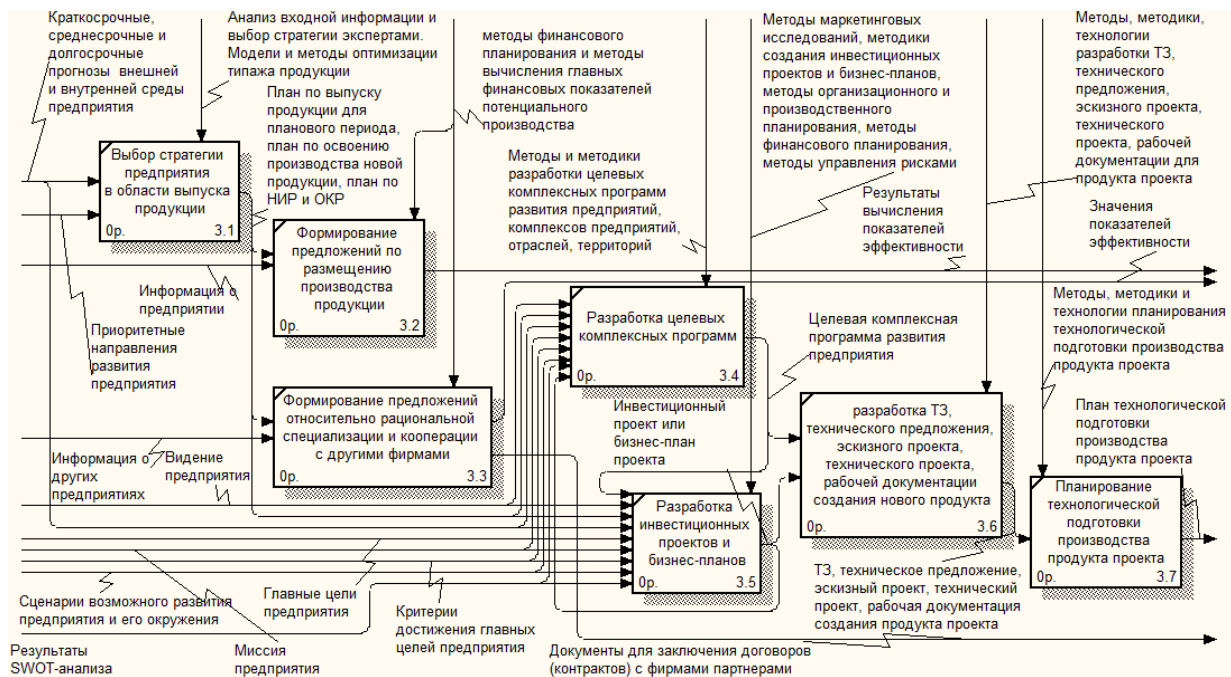 Краткосрочные,
среднесрочные и
долгосрочные
прогнозы внешней
и внутренней среды
предприятия
Анализ входной информации и
выбор стратегии экспертами.
Модели и методы оптимизации
типажа продукции
План по выпуску
продукции для
планового периода,
план по освоению
производства новой
продукции, план по
НИР и ОКР
методы финансового
планирования и методы
вычисления главных
финансовых показателей
потенциального
производства
Методы и методики
разработки целевых
комплексных программ
развития предприятий,
комплексов предприятий,
отраслей, территорий
Методы маркетинговых
исследований, методики
создания инвестиционных
проектов и бизнес-планов,
методы организационного и
производственного
планирования, методы
финансового планирования,
методы управления рисками
Методы, методики,
технологии
разработки ТЗ,
технического
предложения,
эскизного проекта,
технического
проекта, рабочей
документации для
продукта проекта
Результаты
вычисления
показателей
эффективности
Значения
показателей
эффективности
Выбор стратегии
предприятия
в области выпуска
продукции
0р. 3.1
Формирование
предложений по
размещению
производства
продукции
0р. 3.2
Информация о
предприятии
Приоритетные
направления
развития
предприятия
Разработка целевых
комплексных программ
0р. 3.4
Целевая комплексная
программа развития
предприятия
Методы, методики и
технологии планирования
технологической
подготовки производства
продукта проекта
Формирование предложений
относительно рациональной
специализации и кооперации
с другими фирмами
0р. 3.3
Инвестиционный
проект или
бизнес-план
проекта
разработка ТЗ,
технического предложения,
эскизного проекта,
технического проекта,
рабочей документации
создания нового продукта
0р. 3.6
План технологической
подготовки
производства
продукта проекта
Информация о
других
предприятиях
Видение
предприятия
Разработка
инвестиционных
проектов и
бизнес-планов
0р. 3.5
Планирование
технологической
подготовки
производства
продукта проекта
0р. 3.7
ТЗ, техническое предложение,
эскизный проект, технический
проект, рабочая документация
создания продукта проекта
Сценарии возможного развития
предприятия и его окружения
Главные цели
предприятия
Критерии
достижения главных
целей предприятия
Результаты
SWOT-анализа
Миссия
предприятия
Документы для заключения договоров
(контрактов) с фирмами партнерами